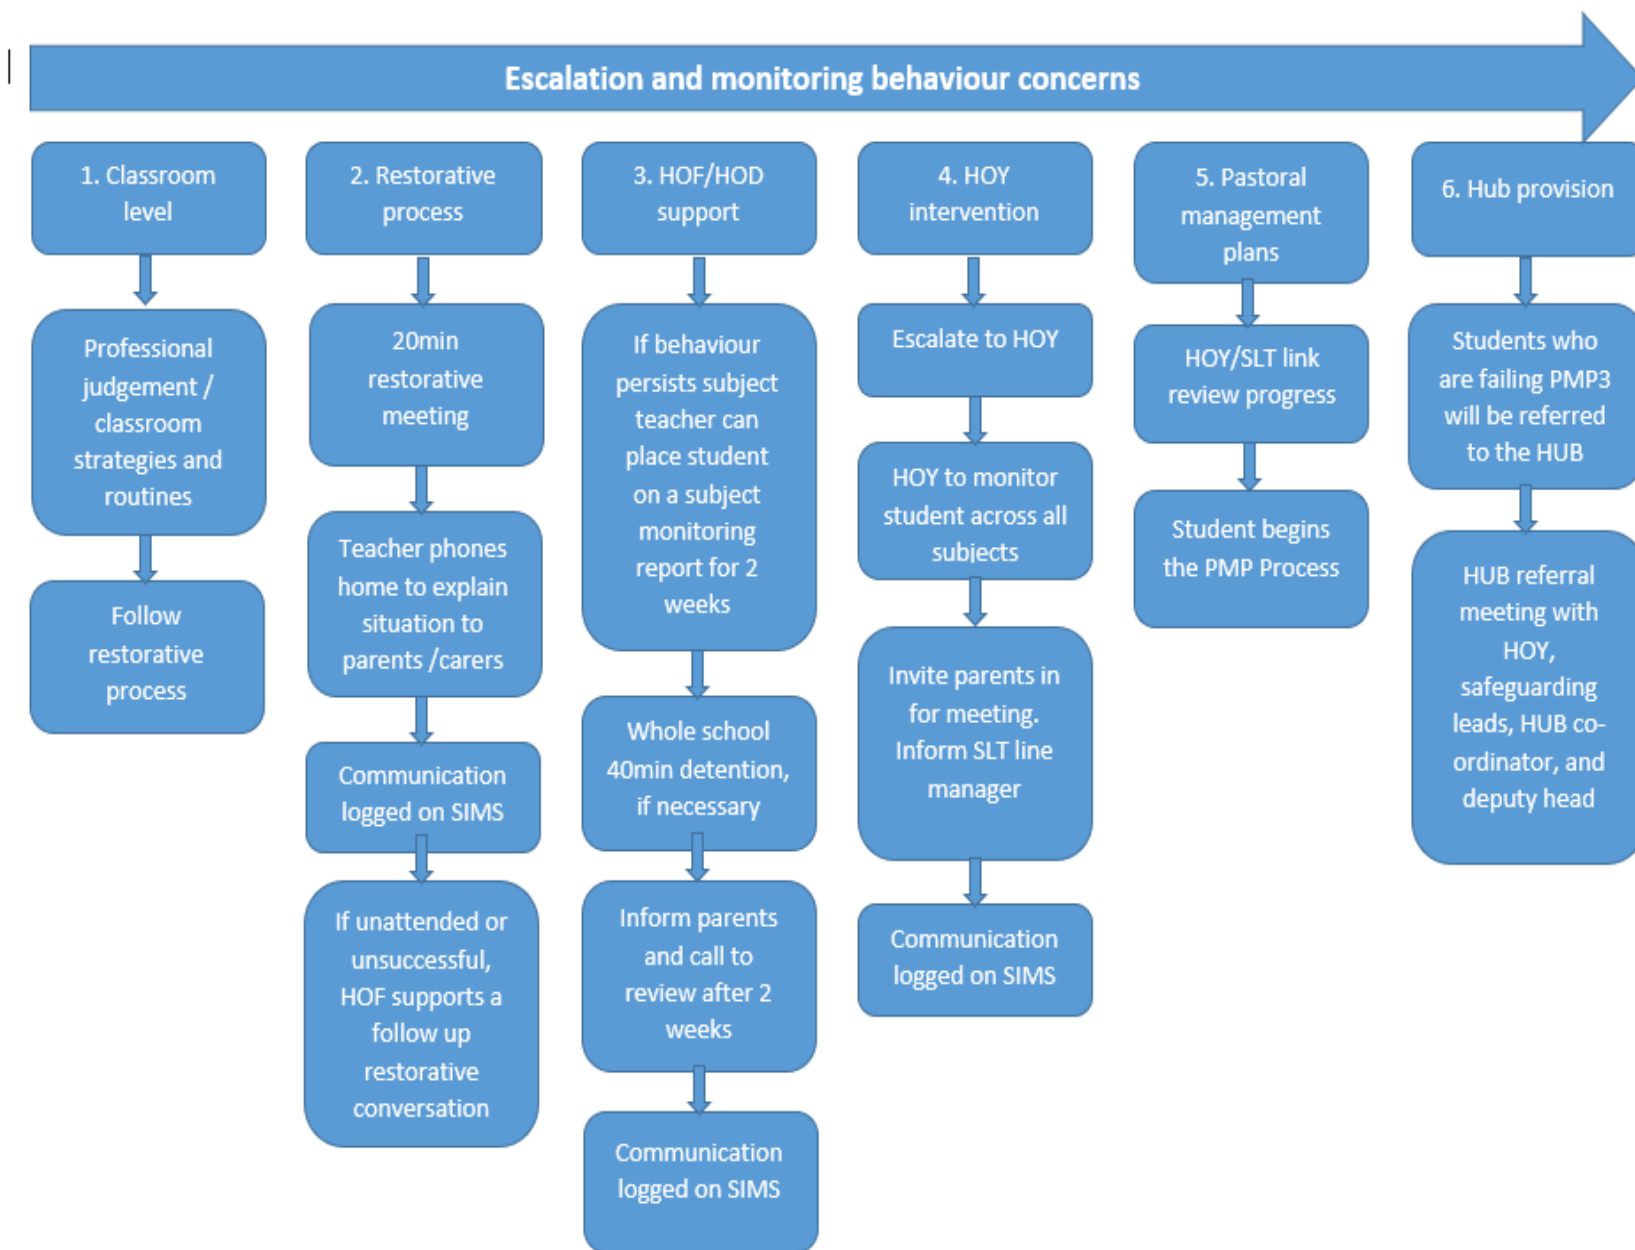 Escalation and monitoring behaviour concerns
1. Classroom
level
Professional
judgement /
classroom
strategies and
routines
Follow
restorative
process
2. Restorative
process
20min
restorative
meeting
Teacher phones
home to explain
situation to
parents /carers
Communication
logged on SIMS
If unattended or
unsuccessful,
HOF supports a
follow up
restorative
conversation
3. HOF/HOD
support
If behaviour
persists subject
teacher can
place student
on a subject
monitoring
report for 2
weeks
Whole school
40min detention,
if necessary
Inform parents
and call to
review after 2
weeks
Communication
logged on SIMS
4. HOY
intervention
Escalate to HOY
HOY to monitor
student across all
subjects
Invite parents in
for meeting.
Inform SLT line
manager
Communication
logged on SIMS
5. Pastoral
management
plans
HOY/SLT link
review progress
Student begins
the PMP Process
6. Hub provision
Students who
are failing PMP3
will be referred
to the HUB
HUB referral
meeting with
HOY,
safeguarding
leads, HUB co-
ordinator, and
deputy head